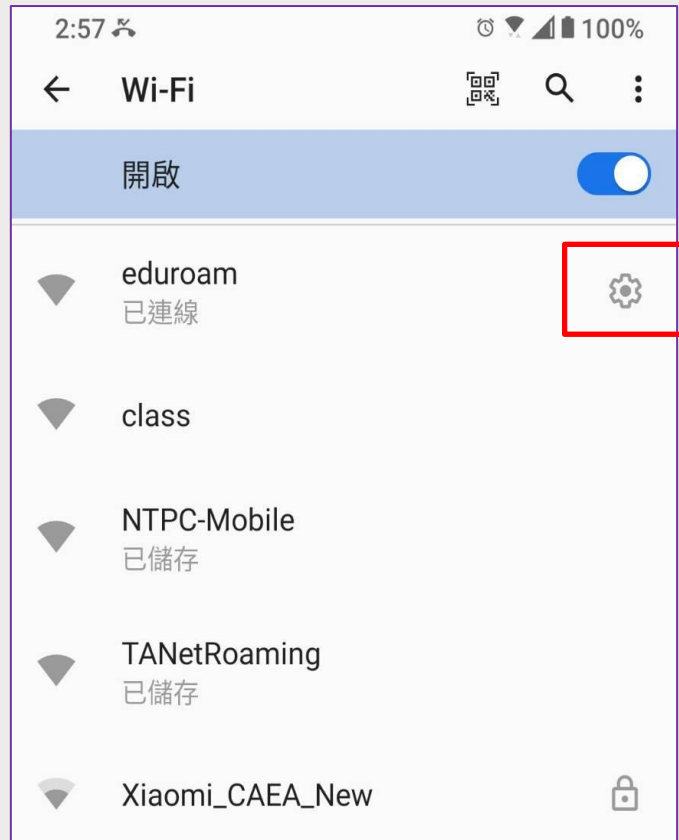 2:57 100%
Wi-Fi
開啟
eduroam
已連線
class
NTPC-Mobile
已儲存
TANetRoaming
已儲存
Xiaomi_CAEA_New